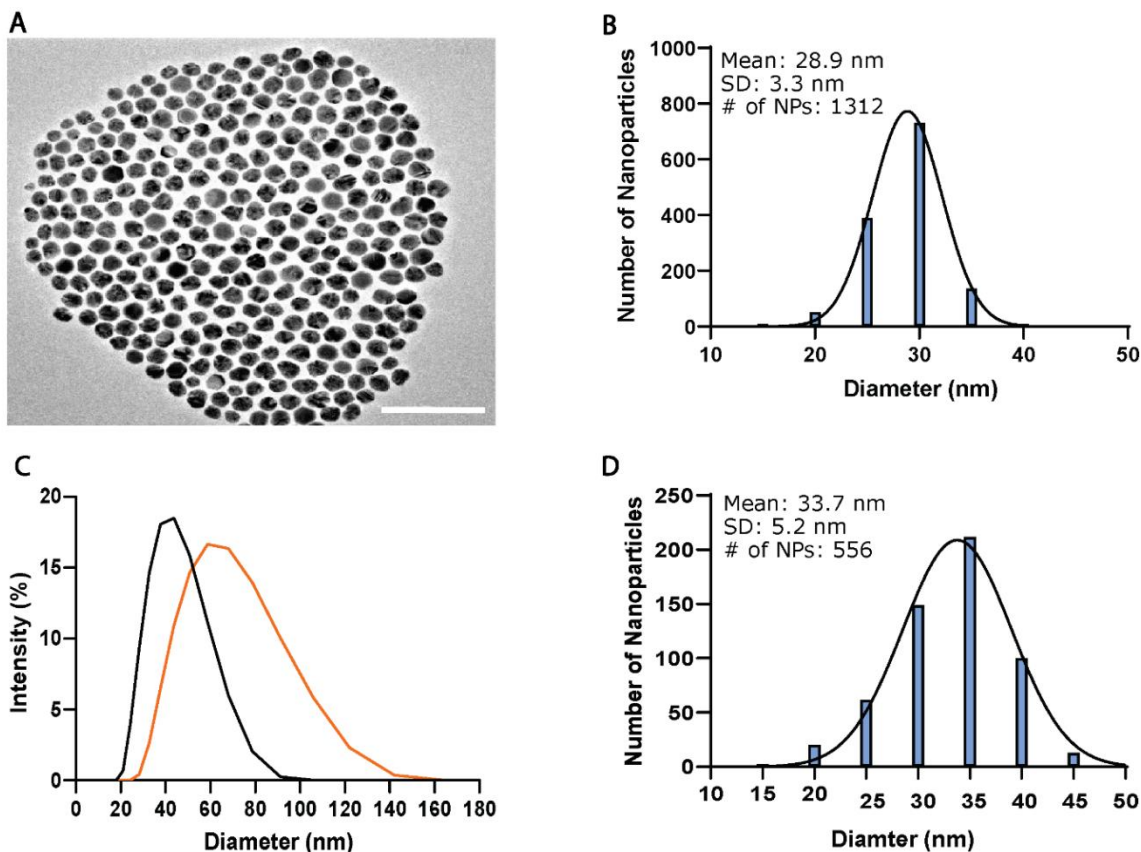 A
B
Mean: 28.9 nm
SD: 3.3 nm
# of NPs: 1312
Number of Nanoparticles
1000
800
600
400
200
0
10 20 30 40 50
Diameter (nm)
C
Intensity (%)
20
15
10
5
0
0 20 40 60 80 100 120 140 160 180
Diameter (nm)
D
Mean: 33.7 nm
SD: 5.2 nm
# of NPs: 556
Number of Nanoparticles
250
200
150
100
50
0
10 15 20 25 30 35 40 45 50
Diamter (nm)